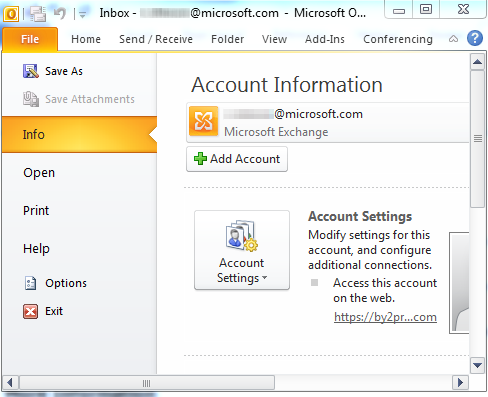 Inbox - @microsoft.com - Microsoft O...
File Home Send / Receive Folder View Add-Ins Conferencing
Save As
Save Attachments
Info
Open
Print
Help
Options
Exit
Account Information
@microsoft.com
Microsoft Exchange
Add Account
Account
Settings
Account Settings
Modify settings for this
account, and configure
additional connections.
Access this account
on the web.
https://by2pr...com